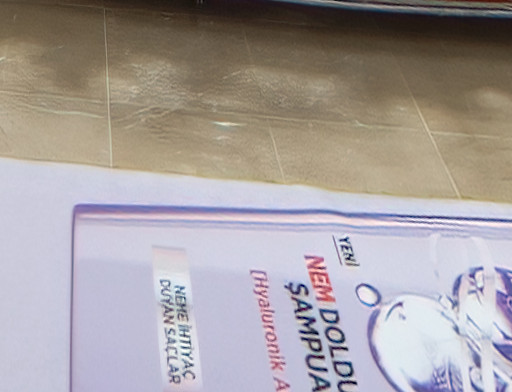 YENİ
NEM DOLDU
ŞAMPUA
[Hyaluronik A
NEME İHTİYAÇ
DUYAN SAÇLAR